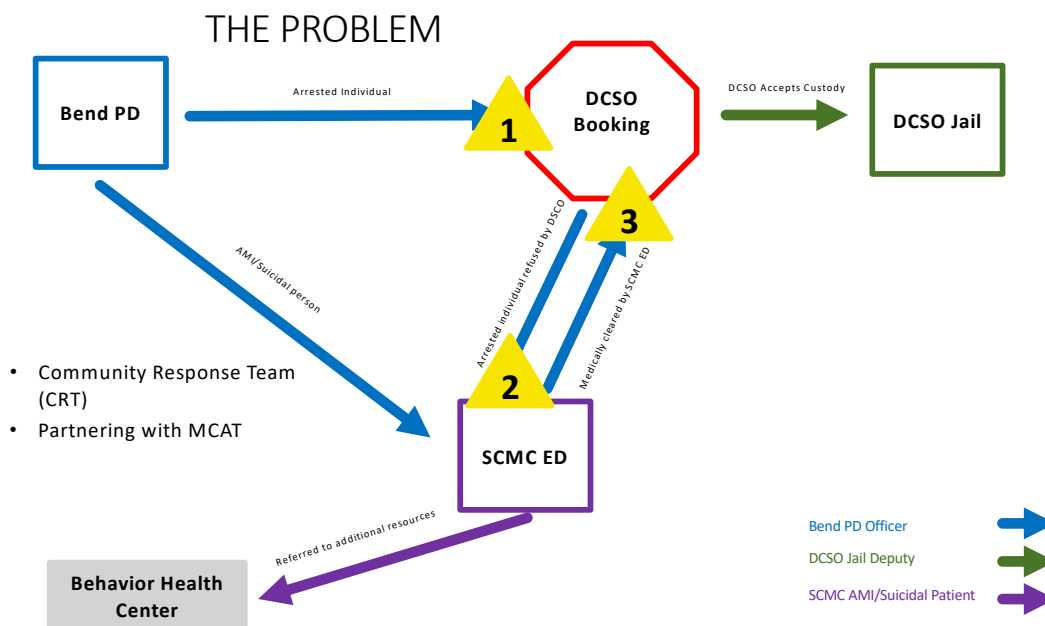 THE PROBLEM
Bend PD
Arrested Individual
1
DCSO
Booking
DCSO Accepts Custody
DCSO Jail
3
AMI/Suicidal person
Arrested individual refused by DSCO
Medically cleared by SCMC ED
2
• Community Response Team
(CRT)
• Partnering with MCAT
SCMC ED
Referred to additional resources
Behavior Health
Center
Bend PD Officer
DCSO Jail Deputy
SCMC AMI/Suicidal Patient